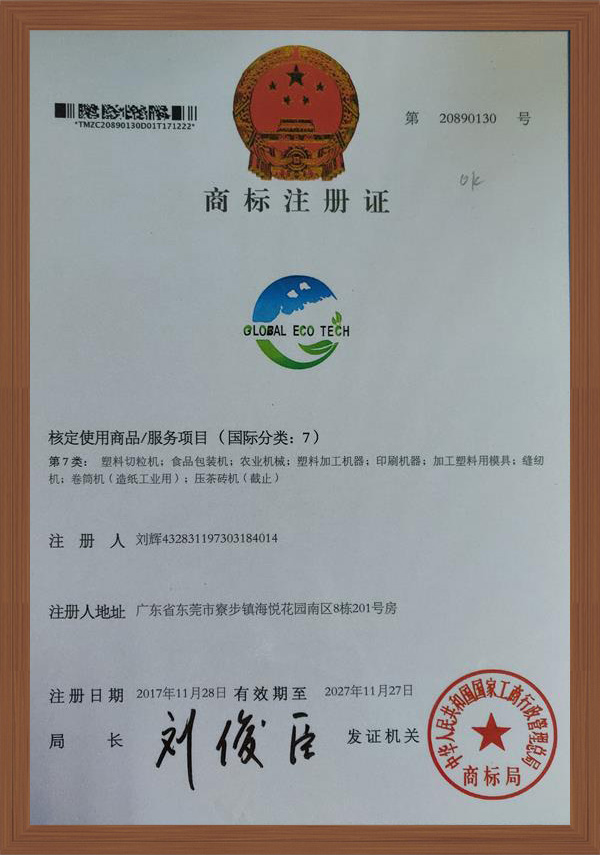 *TMZC20890130D01T171222*
第 20890130 号
ok
商标注册证
GLOBAL ECO TECH
核定使用商品/服务项目（国际分类：7）
第7类：塑料切粒机；食品包装机；农业机械；塑料加工机器；印刷机器；加工塑料用模具；缝纫
机；卷筒机（造纸工业用）；压茶砖机（截止）
注册人 刘辉432831197303184014
注册人地址 广东省东莞市寮步镇海悦花园南区8栋201号房
注册日期 2017年11月28日 有效期至 2027年11月27日
局长 刘俊臣 发证机关
中华人民共和国国家工商行政管理总局
商标局